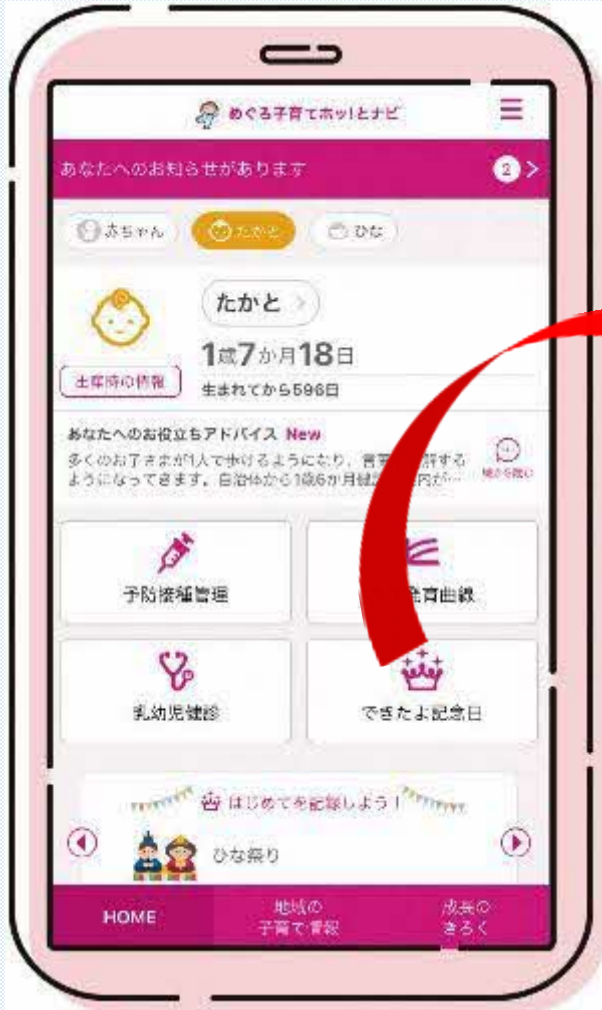 めぐろ子育てホッ!とナビ
あなたへのお知らせがあります 2
赤ちゃん たかと ひな
たかと
1歳7か月18日
出産時の情報 生まれてから596日
あなたへのお役立ちアドバイス New
多くのお子さまが1人で歩けるようになり、言 解する
ようになってきます。自治体から1歳6か月健 内が…
続きを読む
予防接種管理 発育曲線
乳幼児健診 できたよ記念日
はじめてを記録しよう!
ひな祭り
HOME 地域の 成長の
子育て情報 きろく